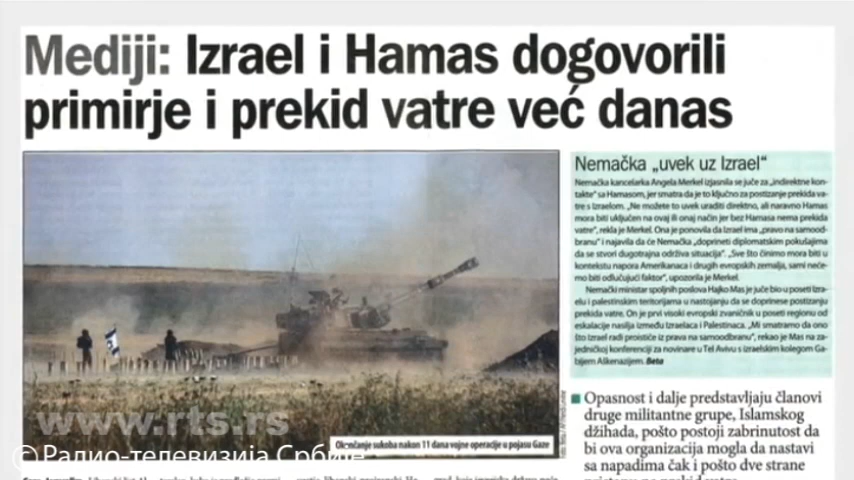 Mediji: Izrael i Hamas dogovorili
primirje i prekid vatre već danas
Nemačka „uvek uz Izrael“
Nemačka kancelarka Angela Merkel izjasnila se juče za „indirektne kon-
takte“ sa Hamasom, jer smatra da je to ključno za postizanje prekida va-
tre s Izraelom. „Ne možete to uvek uraditi direktno, ali naravno Hamas
mora biti uključen na ovaj ili onaj način jer bez Hamasa nema prekida
vatre“, rekla je Merkel. Ona je ponovila da Izrael ima „pravo na samood-
branu“ i najavila da će Nemačka „doprineti diplomatskim pokušajima
da se stvori dugotrajna održiva situacija“. „Sve što činimo mora biti u
kontekstu napora Amerikanaca i drugih evropskih zemalja, sami neće-
mo biti odlučujući faktor“, upozorila je Merkel.
Nemački ministar spoljnih poslova Hajko Mas je juče bio u poseti Izra-
elu i palestinskim teritorijama u nastojanju da se doprinese postizanju
prekida vatre. On je prvi visoki evropski zvaničnik u poseti regionu od
eskalacije nasilja između Izraelaca i Palestinaca. „Mi smatramo da ono
što Izrael radi proističe iz prava na samoodbranu“, rekao je Mas na za-
jedničkoj konferenciji za novinare u Tel Avivu s izraelskim kolegom Ga-
bijem Aškenazijem. Beta
www.rts.rs
Okončanje sukoba nakon 11 dana vojne operacije u pojasu Gaze
© Радио-телевизија Србије
Opasnost i dalje predstavljaju članovi
druge militantne grupe, Islamskog
džihada, pošto postoji zabrinutost da
bi ova organizacija mogla da nastavi
sa napadima čak i pošto dve strane